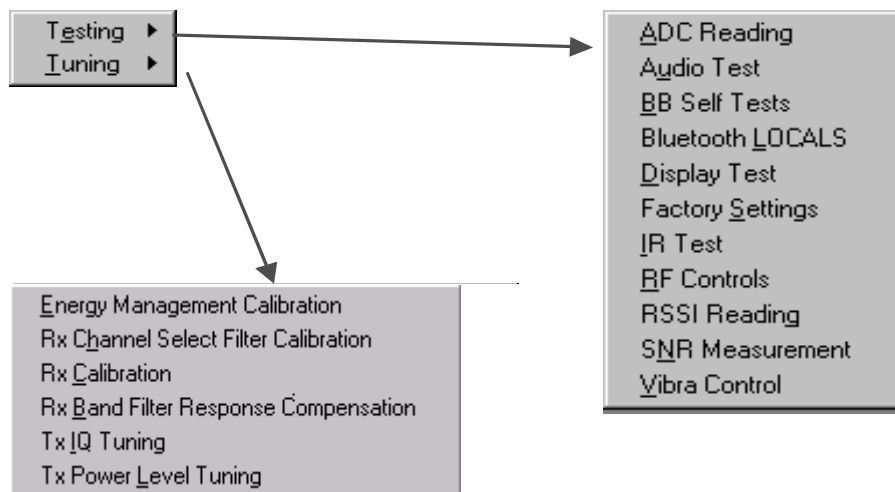 Testing
Tuning
ADC Reading
Audio Test
BB Self Tests
Bluetooth LOCALS
Display Test
Factory Settings
IR Test
RF Controls
RSSI Reading
SNR Measurement
Vibra Control
Energy Management Calibration
Rx Channel Select Filter Calibration
Rx Calibration
Rx Band Filter Response Compensation
Tx IQ Tuning
Tx Power Level Tuning